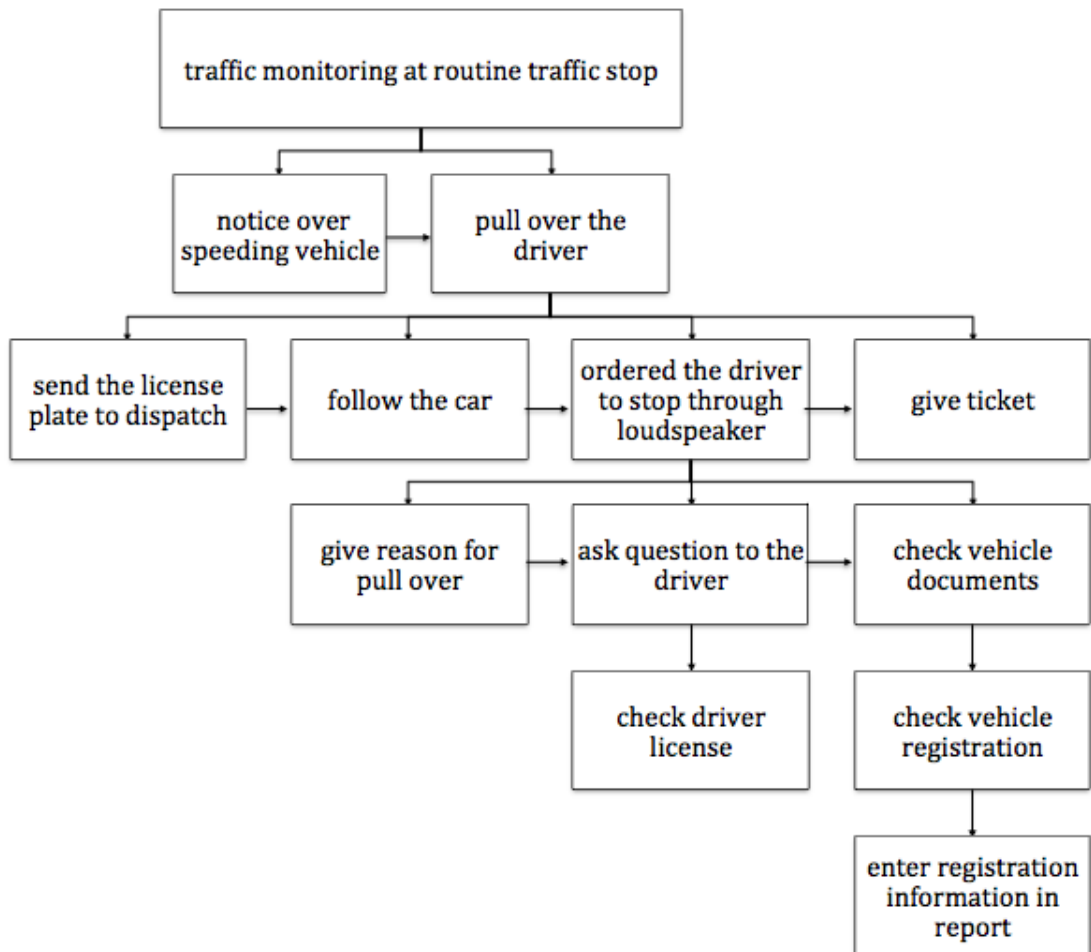 traffic monitoring at routine traffic stop
notice over
speeding vehicle
pull over the
driver
send the license
plate to dispatch
follow the car
ordered the driver
to stop through
loudspeaker
give ticket
give reason for
pull over
ask question to the
driver
check vehicle
documents
check driver
license
check vehicle
registration
enter registration
information in
report